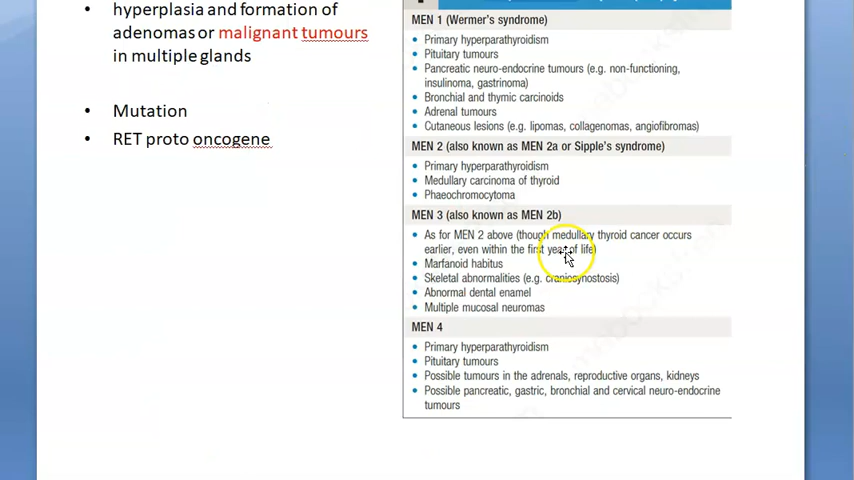 hyperplasia and formation of
adenomas or malignant tumours
in multiple glands
• Mutation
• RET proto oncogene
MEN 1 (Wermer's syndrome)
• Primary hyperparathyroidism
• Pituitary tumours
• Pancreatic neuro-endocrine tumours (e.g. non-functioning,
insulinoma, gastrinoma)
• Bronchial and thymic carcinoids
• Adrenal tumours
• Cutaneous lesions (e.g. lipomas, collagenomas, angiofibromas)
MEN 2 (also known as MEN 2a or Sipple's syndrome)
• Primary hyperparathyroidism
• Medullary carcinoma of thyroid
• Phaeochromocytoma
MEN 3 (also known as MEN 2b)
• As for MEN 2 above (though medullary thyroid cancer occurs
earlier, even within the first year of life)
• Marfanoid habitus
• Skeletal abnormalities (e.g. craniosynostosis)
• Abnormal dental enamel
• Multiple mucosal neuromas
MEN 4
• Primary hyperparathyroidism
• Pituitary tumours
• Possible tumours in the adrenals, reproductive organs, kidneys
• Possible pancreatic, gastric, bronchial and cervical neuro-endocrine
tumours